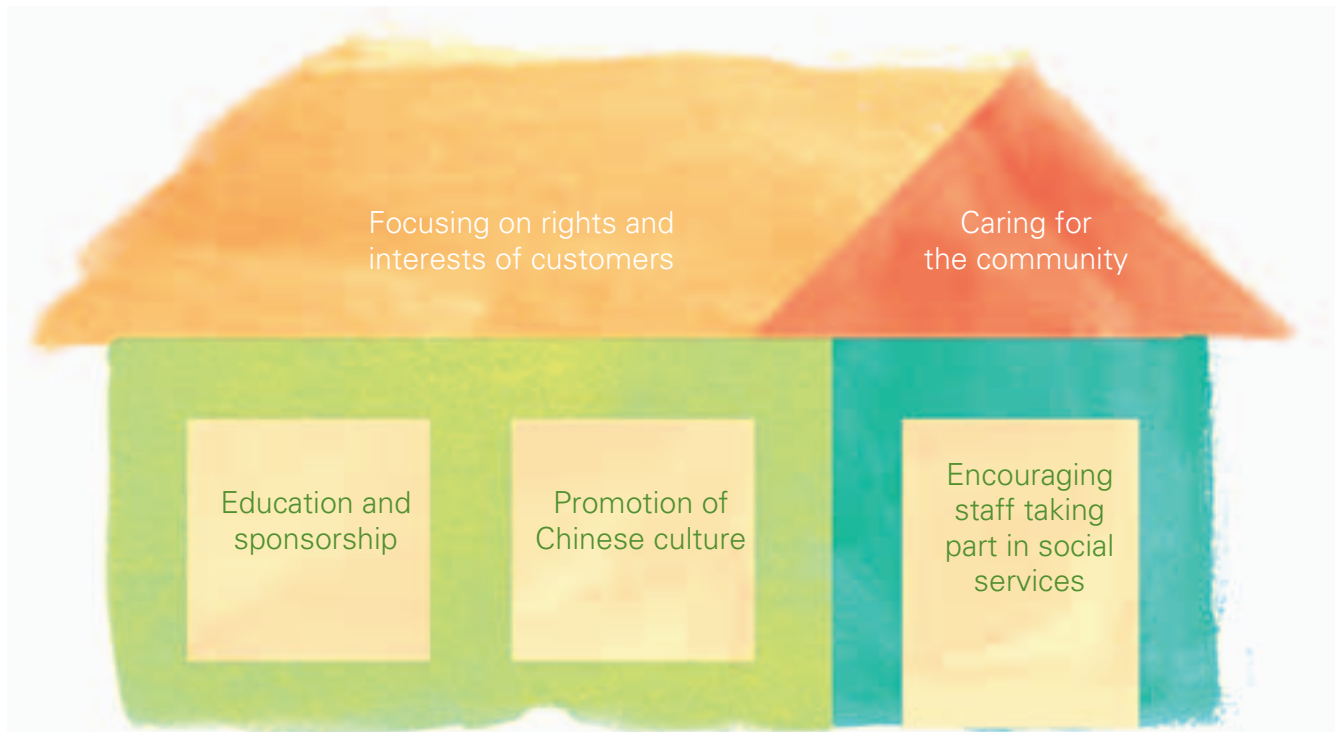 Focusing on rights and
interests of customers
Caring for
the community
Education and
sponsorship
Promotion of
Chinese culture
Encouraging
staff taking
part in social
services